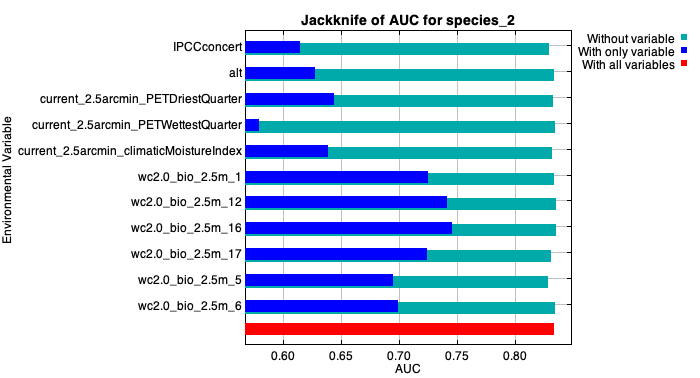 Jackknife of AUC for species_2
Without variable
With only variable
With all variables
Environmental Variable
IPCCconcert
alt
current_2.5arcmin_PETDriestQuarter
current_2.5arcmin_PETWettestQuarter
current_2.5arcmin_climaticMoistureIndex
wc2.0_bio_2.5m_1
wc2.0_bio_2.5m_12
wc2.0_bio_2.5m_16
wc2.0_bio_2.5m_17
wc2.0_bio_2.5m_5
wc2.0_bio_2.5m_6
0.60 0.65 0.70 0.75 0.80
AUC